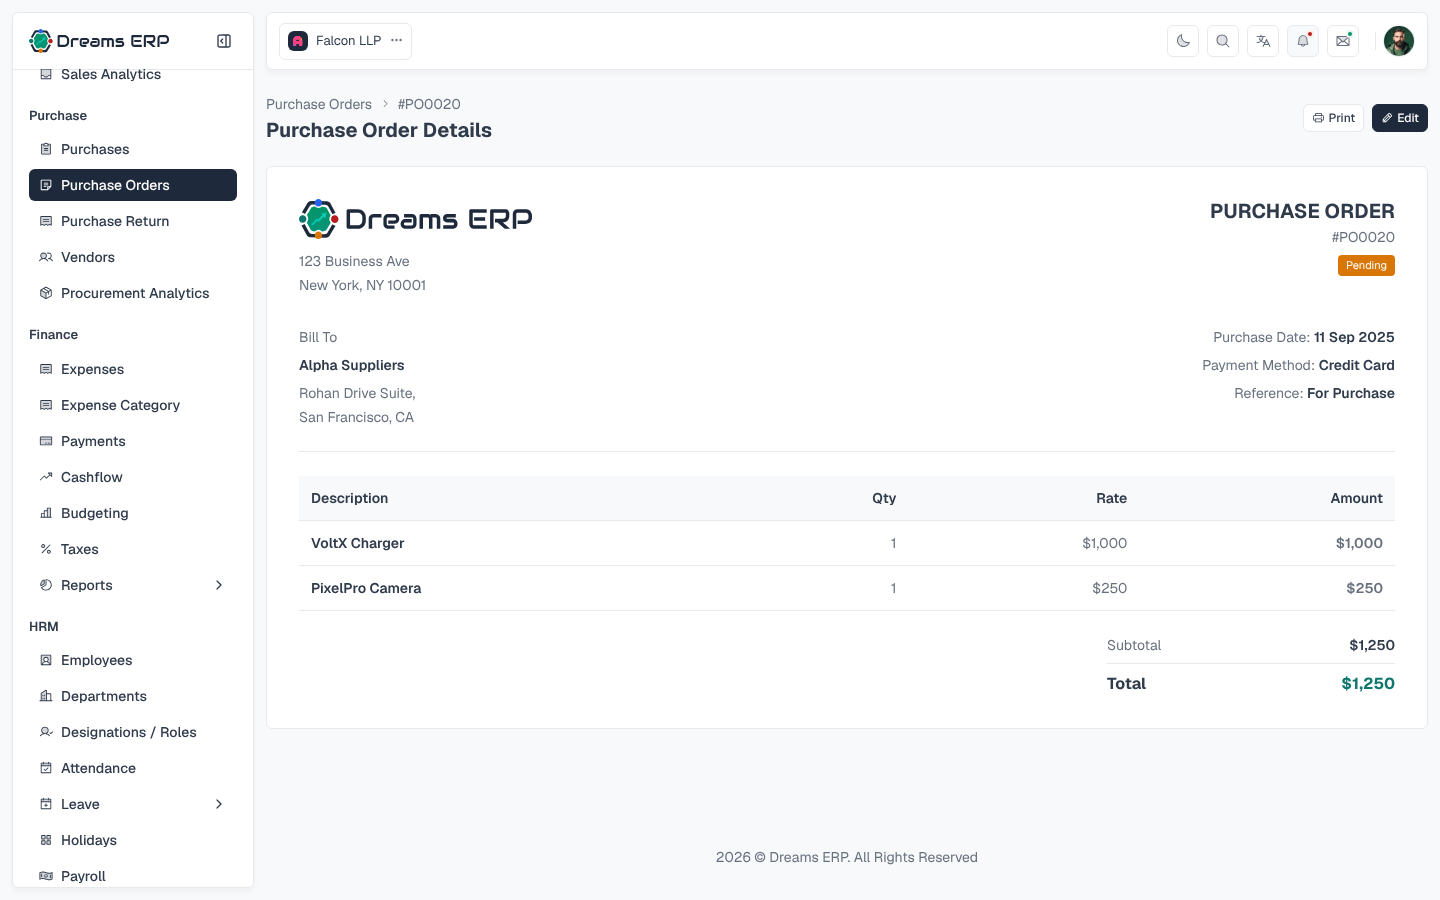 Dreams ERP
Sales Analytics
Purchase
Purchases
Purchase Orders
Purchase Return
Vendors
Procurement Analytics
Finance
Expenses
Expense Category
Payments
Cashflow
Budgeting
Taxes
Reports
HRM
Employees
Departments
Designations / Roles
Attendance
Leave
Holidays
Payroll
Falcon LLP
Purchase Orders > #PO0020
Purchase Order Details
Print
Edit
Dreams ERP
123 Business Ave
New York, NY 10001
PURCHASE ORDER
#PO0020
Pending
Bill To
Alpha Suppliers
Rohan Drive Suite,
San Francisco, CA
Purchase Date: 11 Sep 2025
Payment Method: Credit Card
Reference: For Purchase
Description Qty Rate Amount
VoltX Charger 1 $1,000 $1,000
PixelPro Camera 1 $250 $250
Subtotal $1,250
Total $1,250
2026 © Dreams ERP. All Rights Reserved